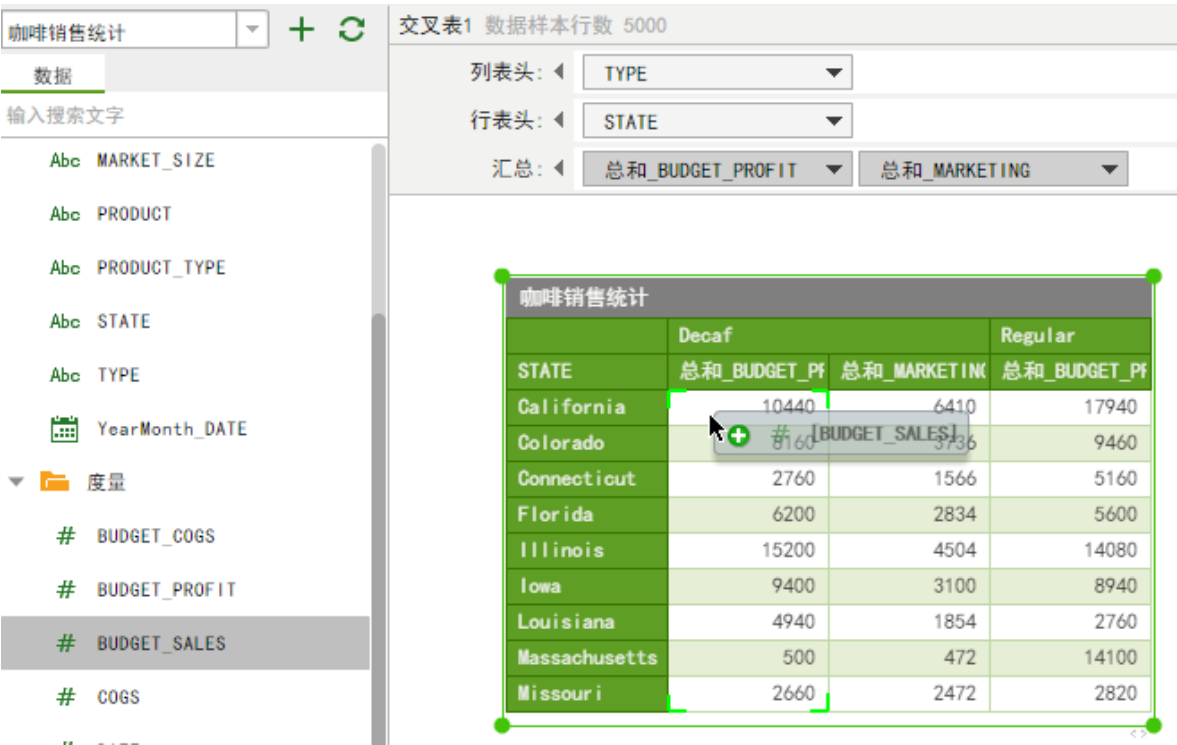 咖啡销售统计
数据
输入搜索文字
Abc MARKET_SIZE
Abc PRODUCT
Abc PRODUCT_TYPE
Abc STATE
Abc TYPE
YearMonth_DATE
度量
# BUDGET_COGS
# BUDGET_PROFIT
# BUDGET_SALES
# COGS
交叉表1 数据样本行数 5000
列表头: TYPE
行表头: STATE
汇总: 总和_BUDGET_PROFIT 总和_MARKETING
咖啡销售统计
Decaf Regular
STATE 总和_BUDGET_PF 总和_MARKETING 总和_BUDGET_PF
California 10440 6410 17940
# [BUDGET_SALES]
Colorado 8160 3736 9460
Connecticut 2760 1566 5160
Florida 6200 2834 5600
Illinois 15200 4504 14080
Iowa 9400 3100 8940
Louisiana 4940 1854 2760
Massachusetts 500 472 14100
Missouri 2660 2472 2820